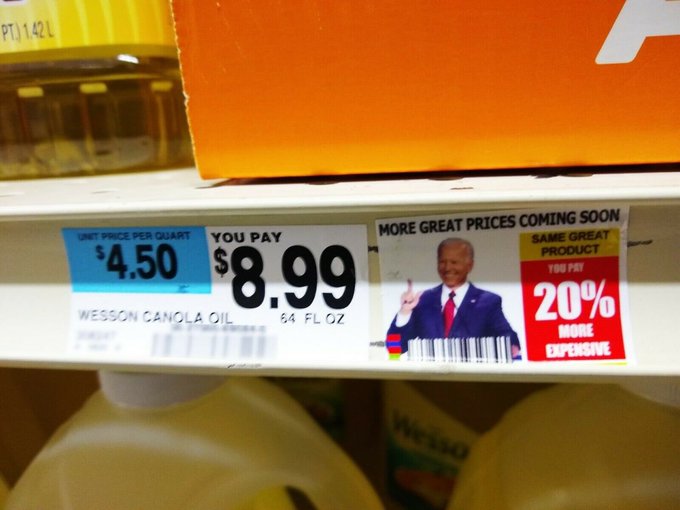 PT.) 1.42 L
UNIT PRICE PER QUART
$4.50
YOU PAY
$8.99
WESSON CANOLA OIL 64 FL OZ
MORE GREAT PRICES COMING SOON
SAME GREAT
PRODUCT
YOU PAY
20%
MORE
EXPENSIVE
Wesso